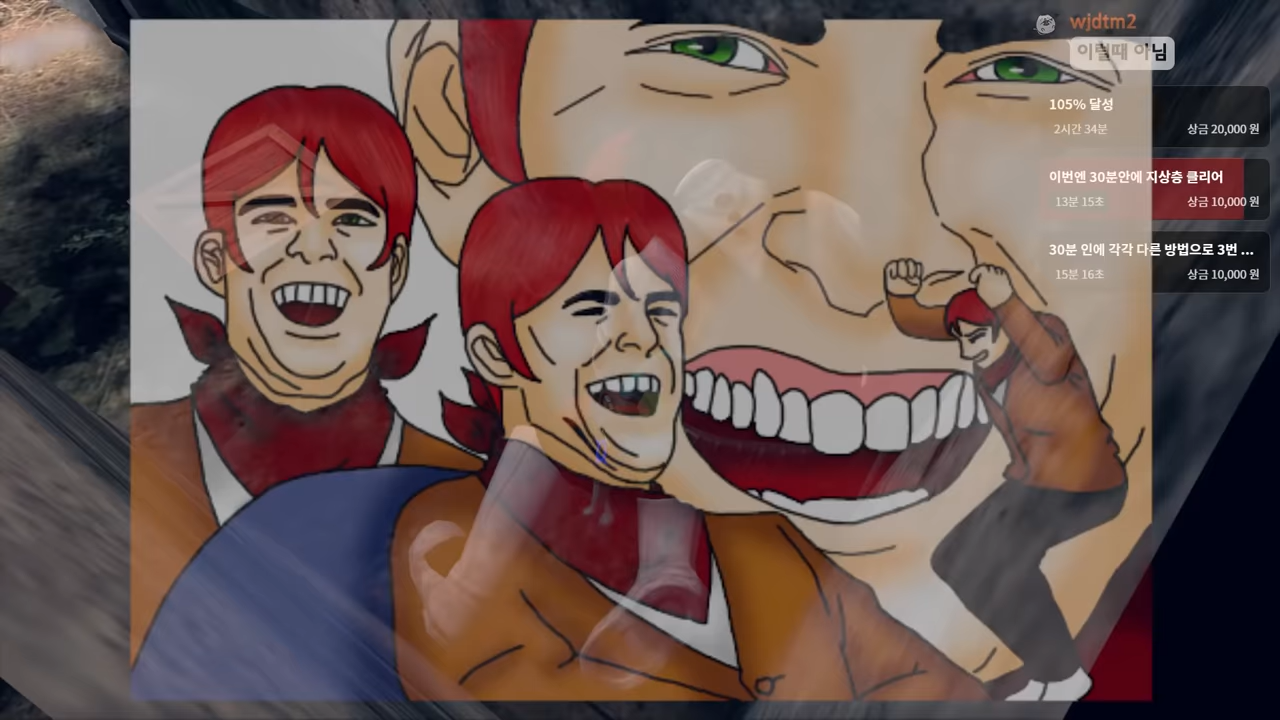 wjdtm2
이럴때 아님
105% 달성
2시간 34분 상금 20,000 원
이번엔 30분안에 지상층 클리어
13분 15초 상금 10,000 원
30분 인에 각각 다른 방법으로 3번 ...
15분 16초 상금 10,000 원